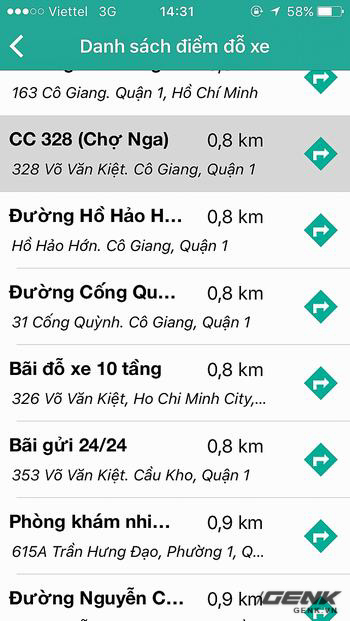 Viettel 3G 14:31 58%
Danh sách điểm đỗ xe
163 Cô Giang. Quận 1, Hồ Chí Minh
CC 328 (Chợ Nga) 0,8 km
328 Võ Văn Kiệt. Cô Giang, Quận 1
Đường Hồ Hảo H... 0,8 km
Hồ Hảo Hớn. Cô Giang, Quận 1
Đường Cống Qu... 0,8 km
31 Cống Quỳnh. Cô Giang, Quận 1
Bãi đỗ xe 10 tầng 0,8 km
326 Võ Văn Kiệt, Ho Chi Minh City,...
Bãi gửi 24/24 0,8 km
353 Võ Văn Kiệt. Cầu Kho, Quận 1
Phòng khám nhi... 0,9 km
615A Trần Hưng Đạo, Phường 1, Q...
Đường Nguyễn C... 0,9 km
GENK
GENK.VN